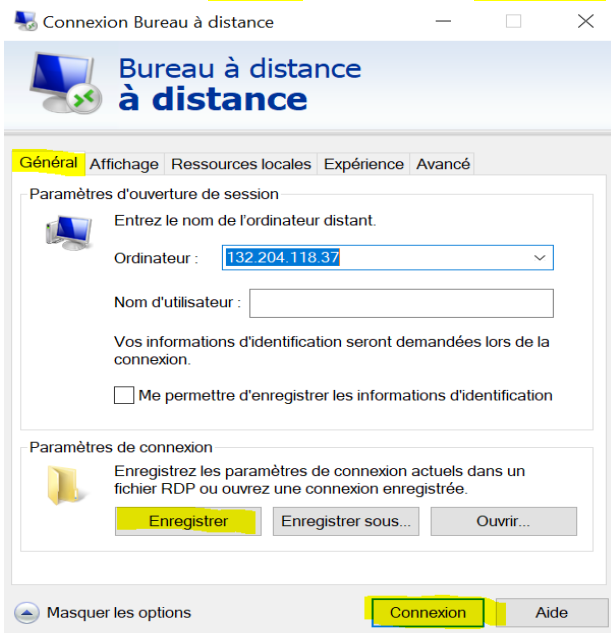 Connexion Bureau à distance
Bureau à distance
à distance
Général Affichage Ressources locales Expérience Avancé
Paramètres d'ouverture de session
Entrez le nom de l'ordinateur distant.
Ordinateur : 132.204.118.37
Nom d'utilisateur :
Vos informations d'identification seront demandées lors de la
connexion.
Me permettre d'enregistrer les informations d'identification
Paramètres de connexion
Enregistrez les paramètres de connexion actuels dans un
fichier RDP ou ouvrez une connexion enregistrée.
Enregistrer Enregistrer sous... Ouvrir...
Masquer les options Connexion Aide